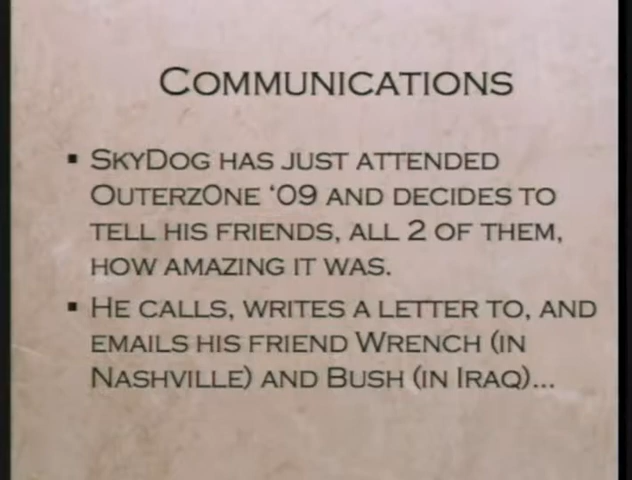 Communications
▪ SkyDog has just attended
Outerz0ne ‘09 and decides to
tell his friends, all 2 of them,
how amazing it was.
▪ He calls, writes a letter to, and
emails his friend Wrench (in
Nashville) and Bush (in Iraq)...